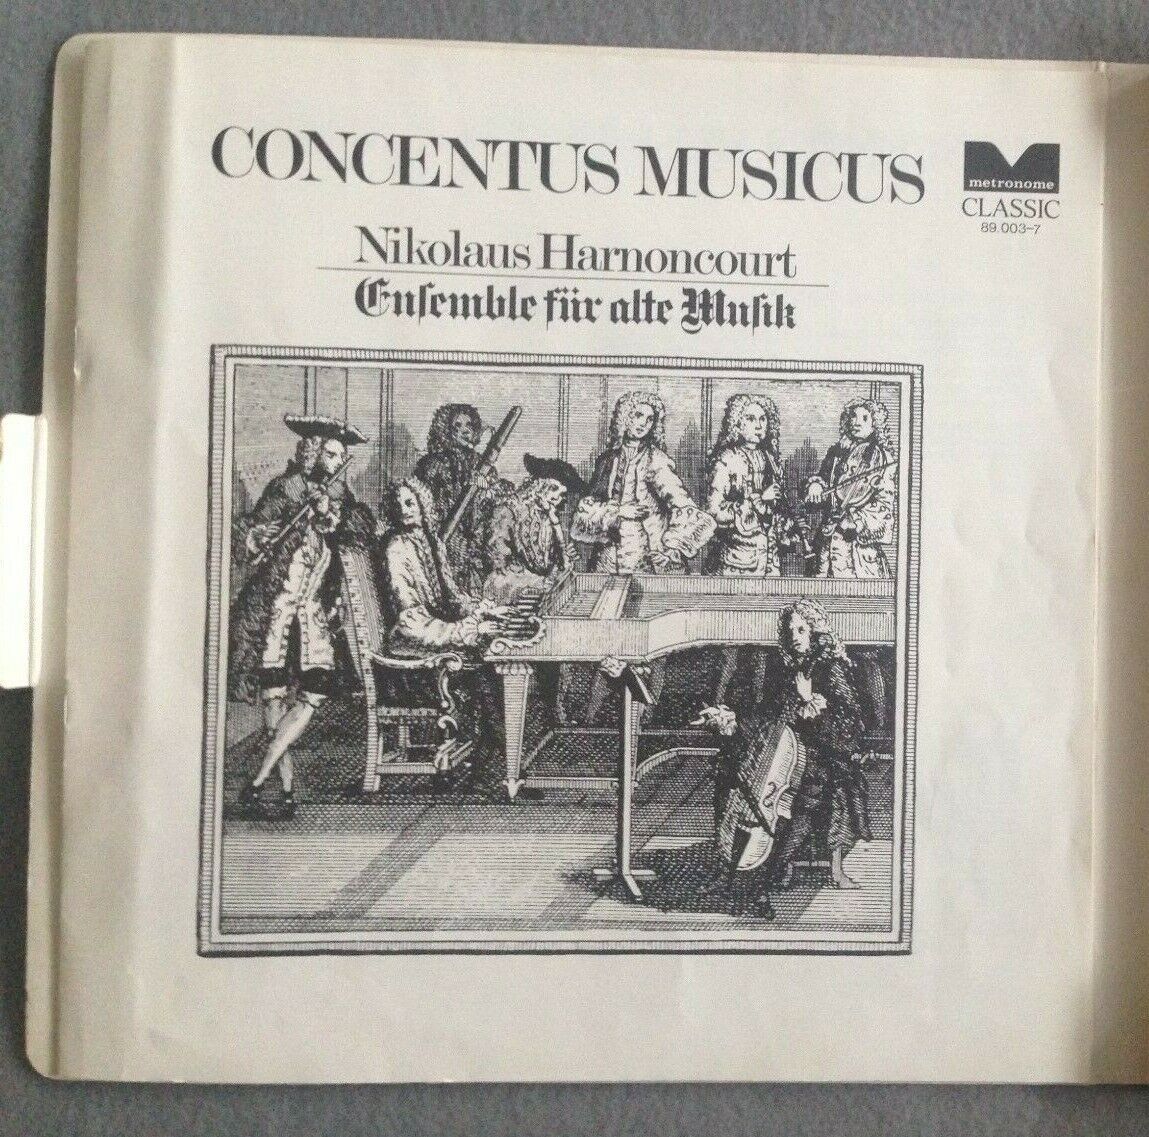 CONCENTUS MUSICUS
metronome
CLASSIC
89.003-7
Nikolaus Harnoncourt
Ensemble für alte Musik